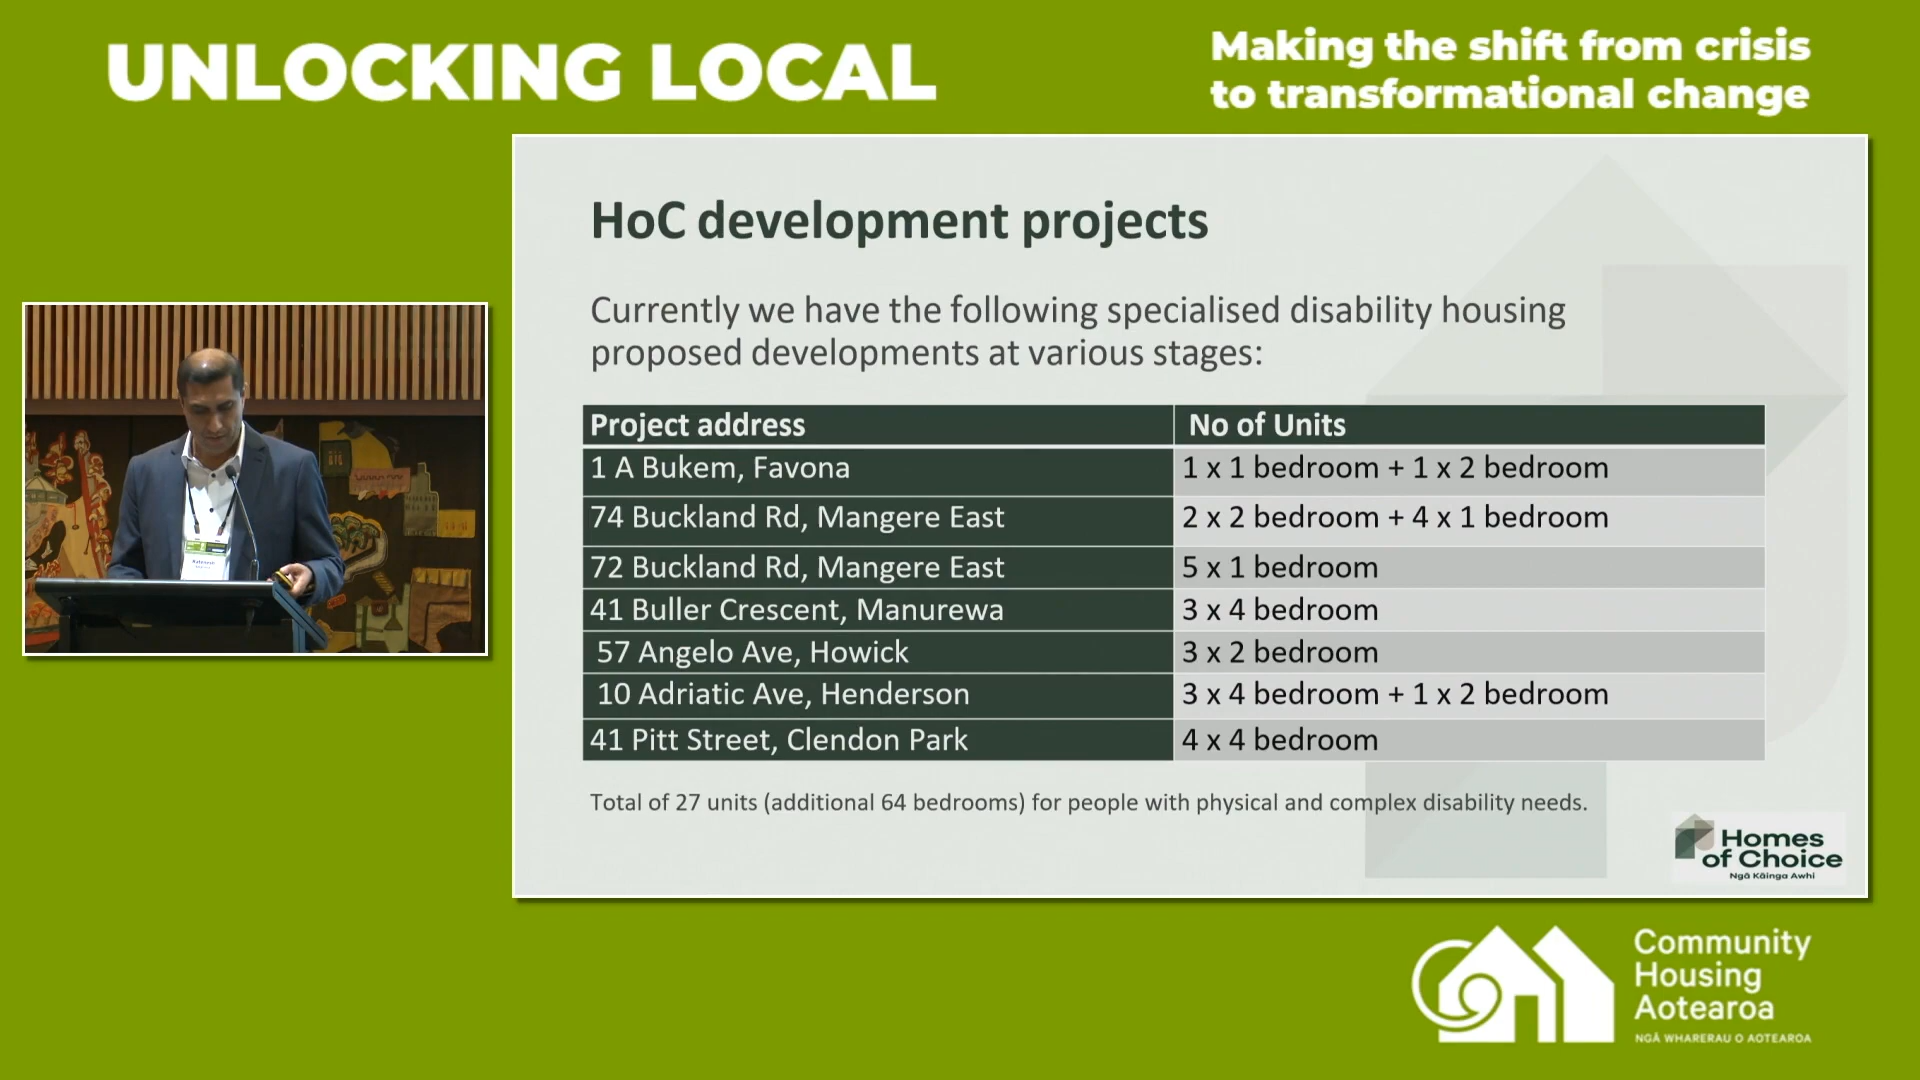 UNLOCKING LOCAL
Making the shift from crisis
to transformational change
HoC development projects
Currently we have the following specialised disability housing
proposed developments at various stages:
Project address No of Units
1 A Bukem, Favona 1 x 1 bedroom + 1 x 2 bedroom
74 Buckland Rd, Mangere East 2 x 2 bedroom + 4 x 1 bedroom
72 Buckland Rd, Mangere East 5 x 1 bedroom
41 Buller Crescent, Manurewa 3 x 4 bedroom
57 Angelo Ave, Howick 3 x 2 bedroom
10 Adriatic Ave, Henderson 3 x 4 bedroom + 1 x 2 bedroom
41 Pitt Street, Clendon Park 4 x 4 bedroom
Total of 27 units (additional 64 bedrooms) for people with physical and complex disability needs.
Homes
of Choice
Ngā Kāinga Awhi
Community
Housing
Aotearoa
NGĀ WHARERAU O AOTEAROA